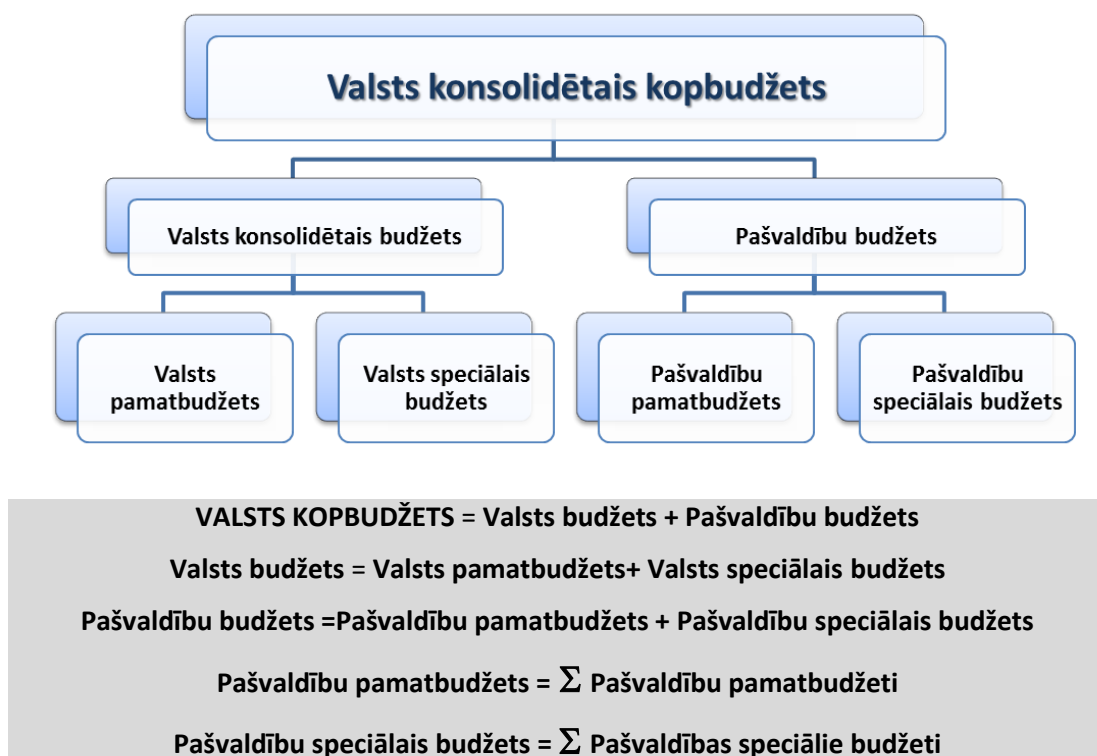 Valsts konsolidētais kopbudžets
Valsts konsolidētais budžets
Pašvaldību budžets
Valsts
pamatbudžets
Valsts speciālais
budžets
Pašvaldību
pamatbudžets
Pašvaldību
speciālais budžets
VALSTS KOPBUDŽETS = Valsts budžets + Pašvaldību budžets
Valsts budžets = Valsts pamatbudžets+ Valsts speciālais budžets
Pašvaldību budžets =Pašvaldību pamatbudžets + Pašvaldību speciālais budžets
Pašvaldību pamatbudžets = Σ Pašvaldību pamatbudžeti
Pašvaldību speciālais budžets = Σ Pašvaldības speciālie budžeti